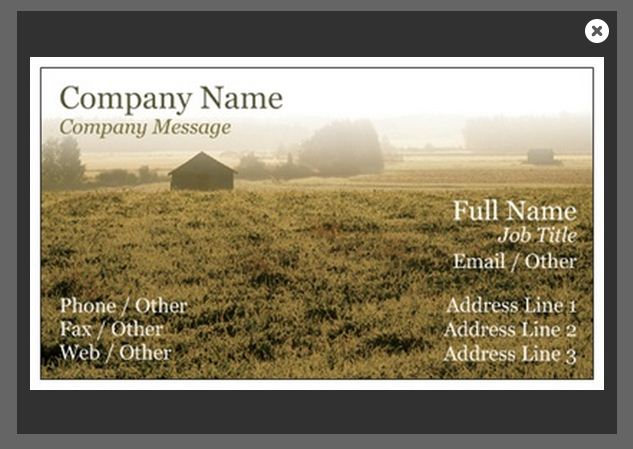 Company Name
Company Message
Full Name
Job Title
Email / Other
Phone / Other
Fax / Other
Web / Other
Address Line 1
Address Line 2
Address Line 3